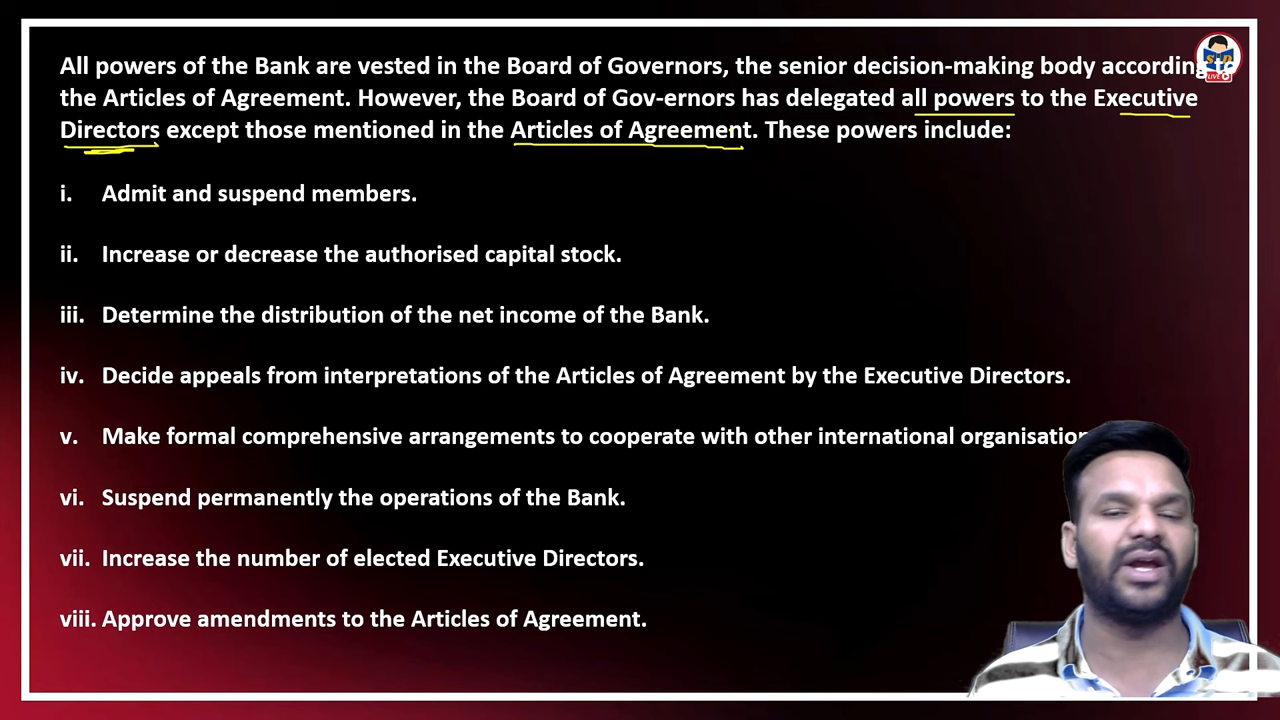 All powers of the Bank are vested in the Board of Governors, the senior decision-making body according to
the Articles of Agreement. However, the Board of Gov-ernors has delegated all powers to the Executive
Directors except those mentioned in the Articles of Agreement. These powers include:
i. Admit and suspend members.
ii. Increase or decrease the authorised capital stock.
iii. Determine the distribution of the net income of the Bank.
iv. Decide appeals from interpretations of the Articles of Agreement by the Executive Directors.
v. Make formal comprehensive arrangements to cooperate with other international
vi. Suspend permanently the operations of the Bank.
vii. Increase the number of elected Executive Directors.
viii. Approve amendments to the Articles of Agreement.